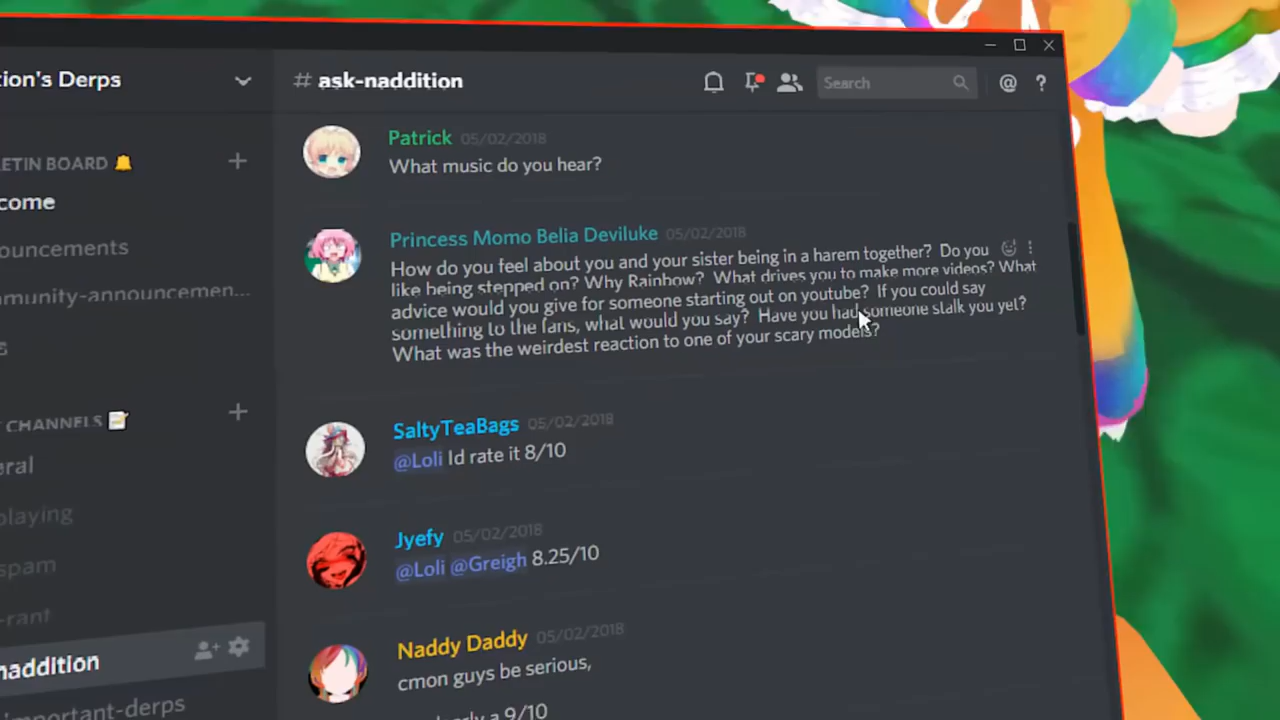 tion's Derps
# ask-naddition
Search
@ ?
ETIN BOARD 🔔 +
come
ouncements
mmunity-announcemen...
s
CHANNELS 📝 +
eral
playing
spam
-rant
naddition
important-derps
Patrick 05/02/2018
What music do you hear?
Princess Momo Belia Deviluke 05/02/2018
How do you feel about you and your sister being in a harem together? Do you
like being stepped on? Why Rainbow? What drives you to make more videos? What
advice would you give for someone starting out on youtube? If you could say
something to the fans, what would you say? Have you had someone stalk you yet?
What was the weirdest reaction to one of your scary models?
SaltyTeaBags 05/02/2018
@Loli Id rate it 8/10
Jyefy 05/02/2018
@Loli @Greigh 8.25/10
Naddy Daddy 05/02/2018
cmon guys be serious,
a 9/10